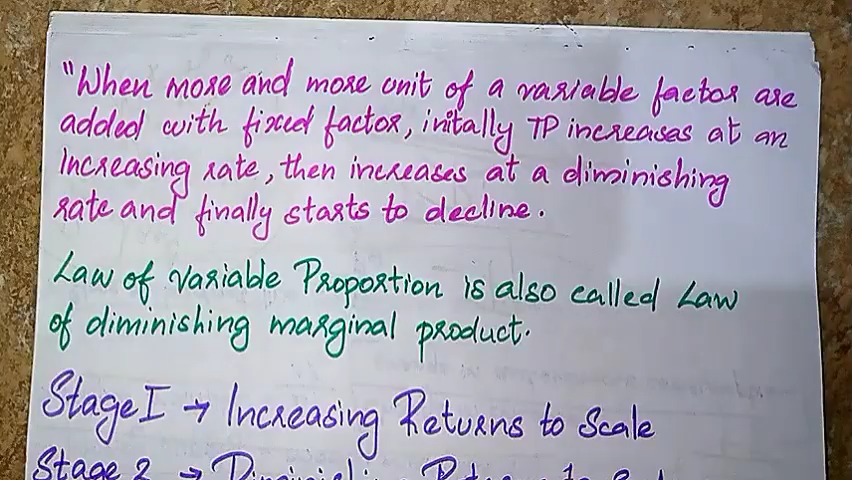 "When more and more unit of a variable factor are
added with fixed factor, initally TP increases at an
Increasing rate, then increases at a diminishing
rate and finally starts to decline.
Law of Variable Proportion is also called Law
of diminishing marginal product.
Stage I → Increasing Returns to Scale
Stage 2 →